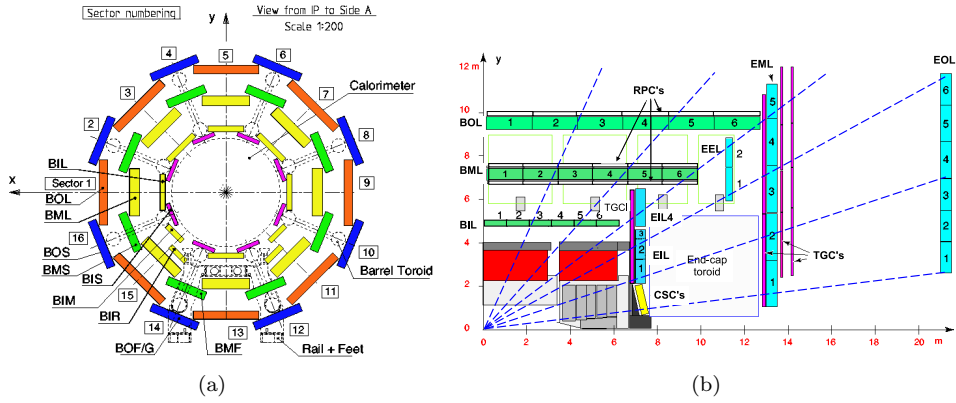 Sector numbering
y
View from IP to Side A
Scale 1:200
4
5
6
3
7
Calorimeter
2
8
BIL
x
Sector 1
9
BOL
BML
16
10
BOS
Barrel Toroid
BMS
BIS
15
11
BIM
BIR
14
13
12
BOF/G
BMF
Rail + Feet
(a)
12 m
y
EML
EOL
RPC's
5
6
10
BOL
1 2 3 4 5 6
4
5
8
EEL
2
BML
1 2 3 4 5 6
4
3
1
6
TGCI
1 2 3 4 5 6
EIL4
3
BIL
4
3
2
EIL
End-cap
toroid
2
2
TGC's
1
2
CSC's
1
1
0
0 2 4 6 8 10 12 14 16 18 20 m
(b)